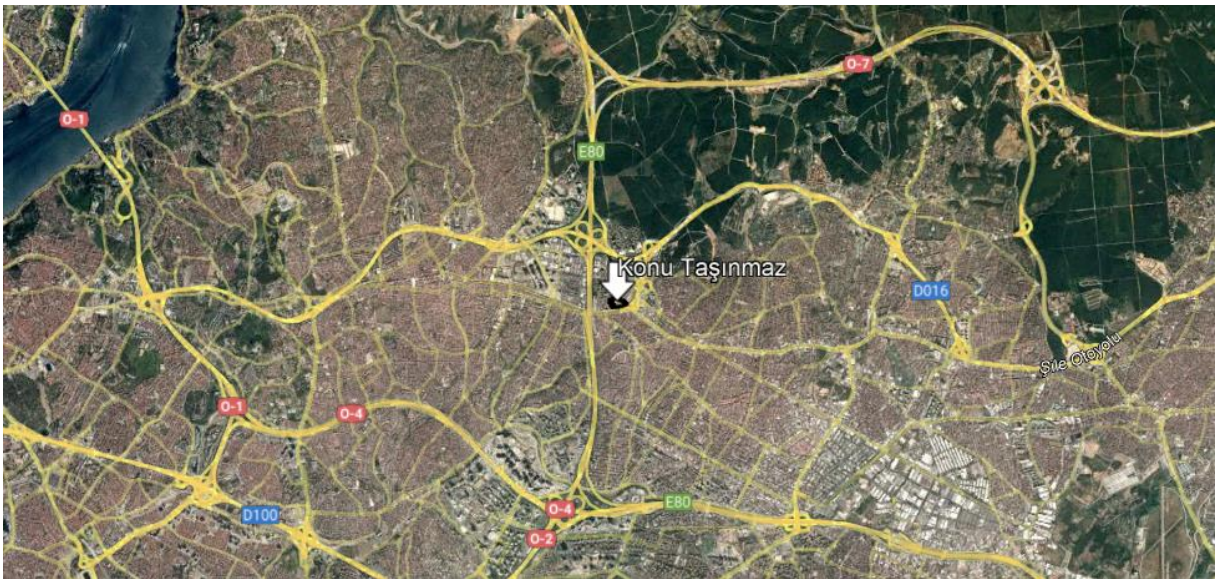 O-7
O-1
E80
Konu Taşınmaz
D016
Şile Otoyolu
O-1
O-4
E80
O-4
D100
O-2